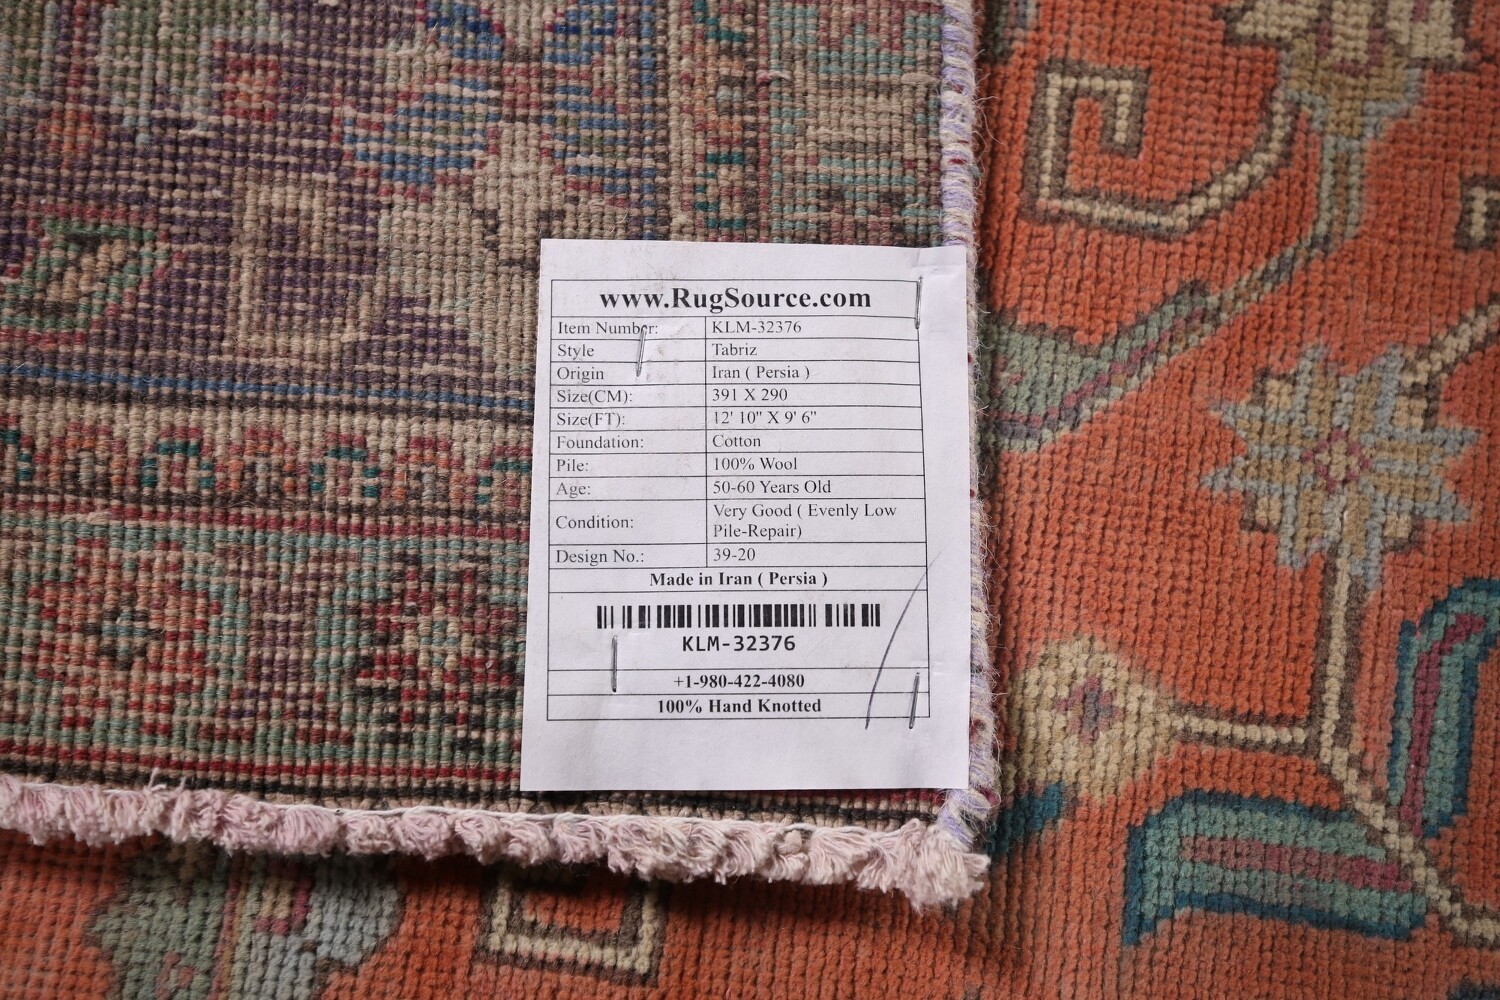 www.RugSource.com
Item Number: KLM-32376
Style Tabriz
Origin Iran ( Persia )
Size(CM): 391 X 290
Size(FT): 12' 10" X 9' 6"
Foundation: Cotton
Pile: 100% Wool
Age: 50-60 Years Old
Condition: Very Good ( Evenly Low
Pile-Repair)
Design No.: 39-20
Made in Iran ( Persia )
KLM-32376
+1-980-422-4080
100% Hand Knotted